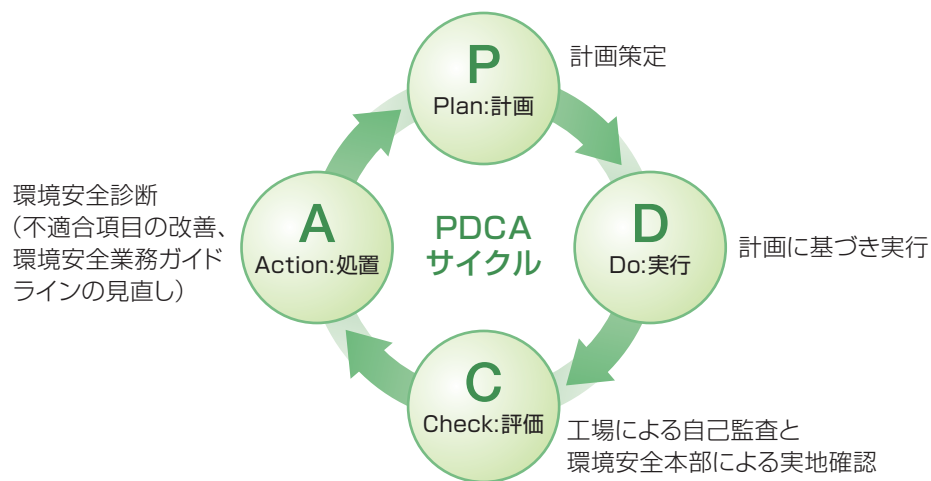 P
Plan:計画
計画策定
D
Do:実行
計画に基づき実行
C
Check:評価
工場による自己監査と
環境安全本部による実地確認
A
Action:処置
環境安全診断
(不適合項目の改善、
環境安全業務ガイド
ラインの見直し)
PDCA
サイクル